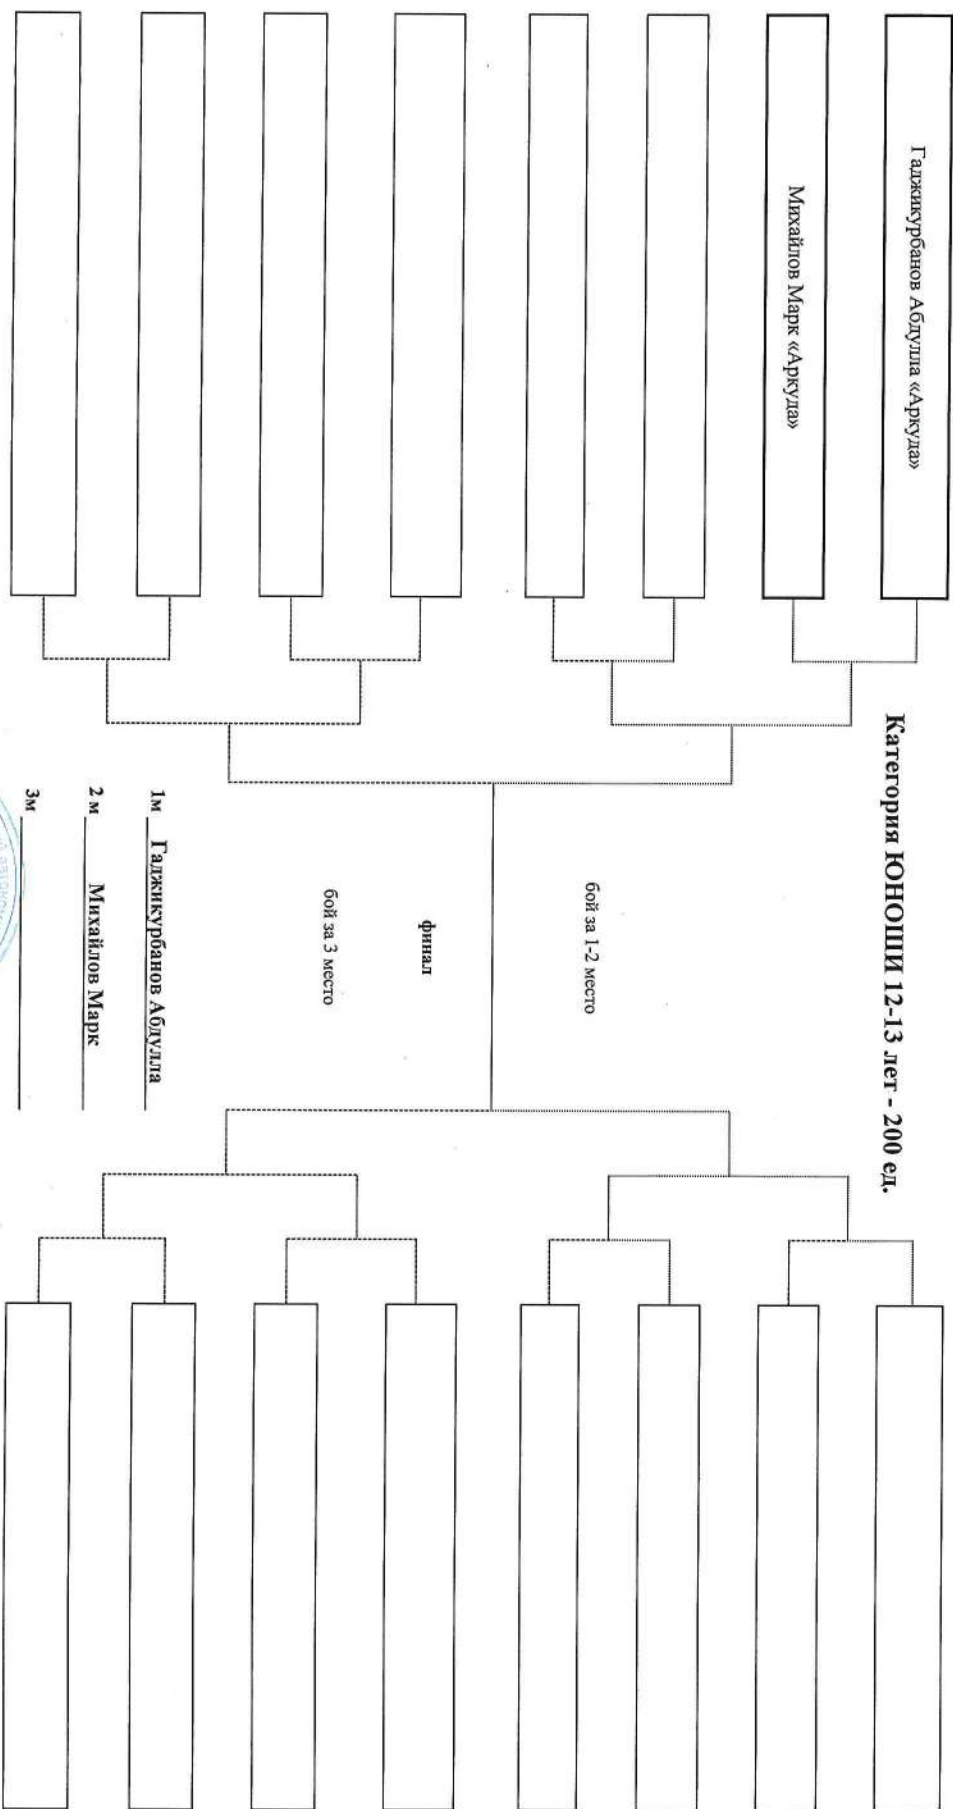 Категория ЮНОШИ 12-13 лет - 200 ед.
Гаджикурбанов Абдулла «Аркуда»
Михайлов Марк «Аркуда»
бой за 1-2 место
финал
бой за 3 место
1м Гаджикурбанов Абдулла
2 м Михайлов Марк
3м